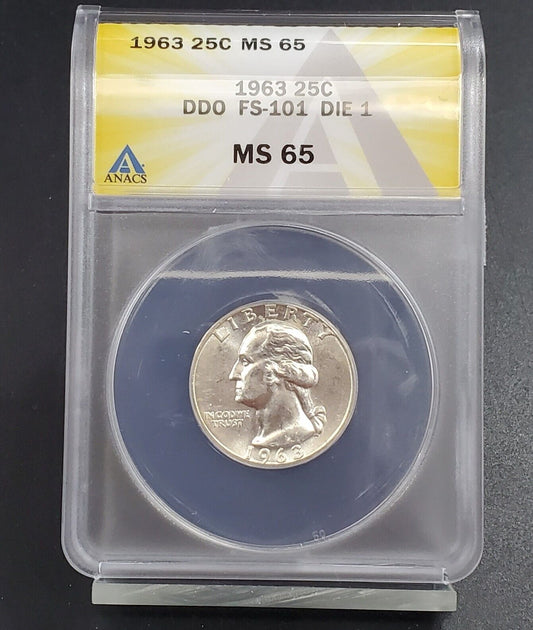 1963 25C MS 65
1963 25C
DDO FS-101 DIE 1
MS 65
ANACS
LIBERTY
IN GOD WE
TRUST
1963